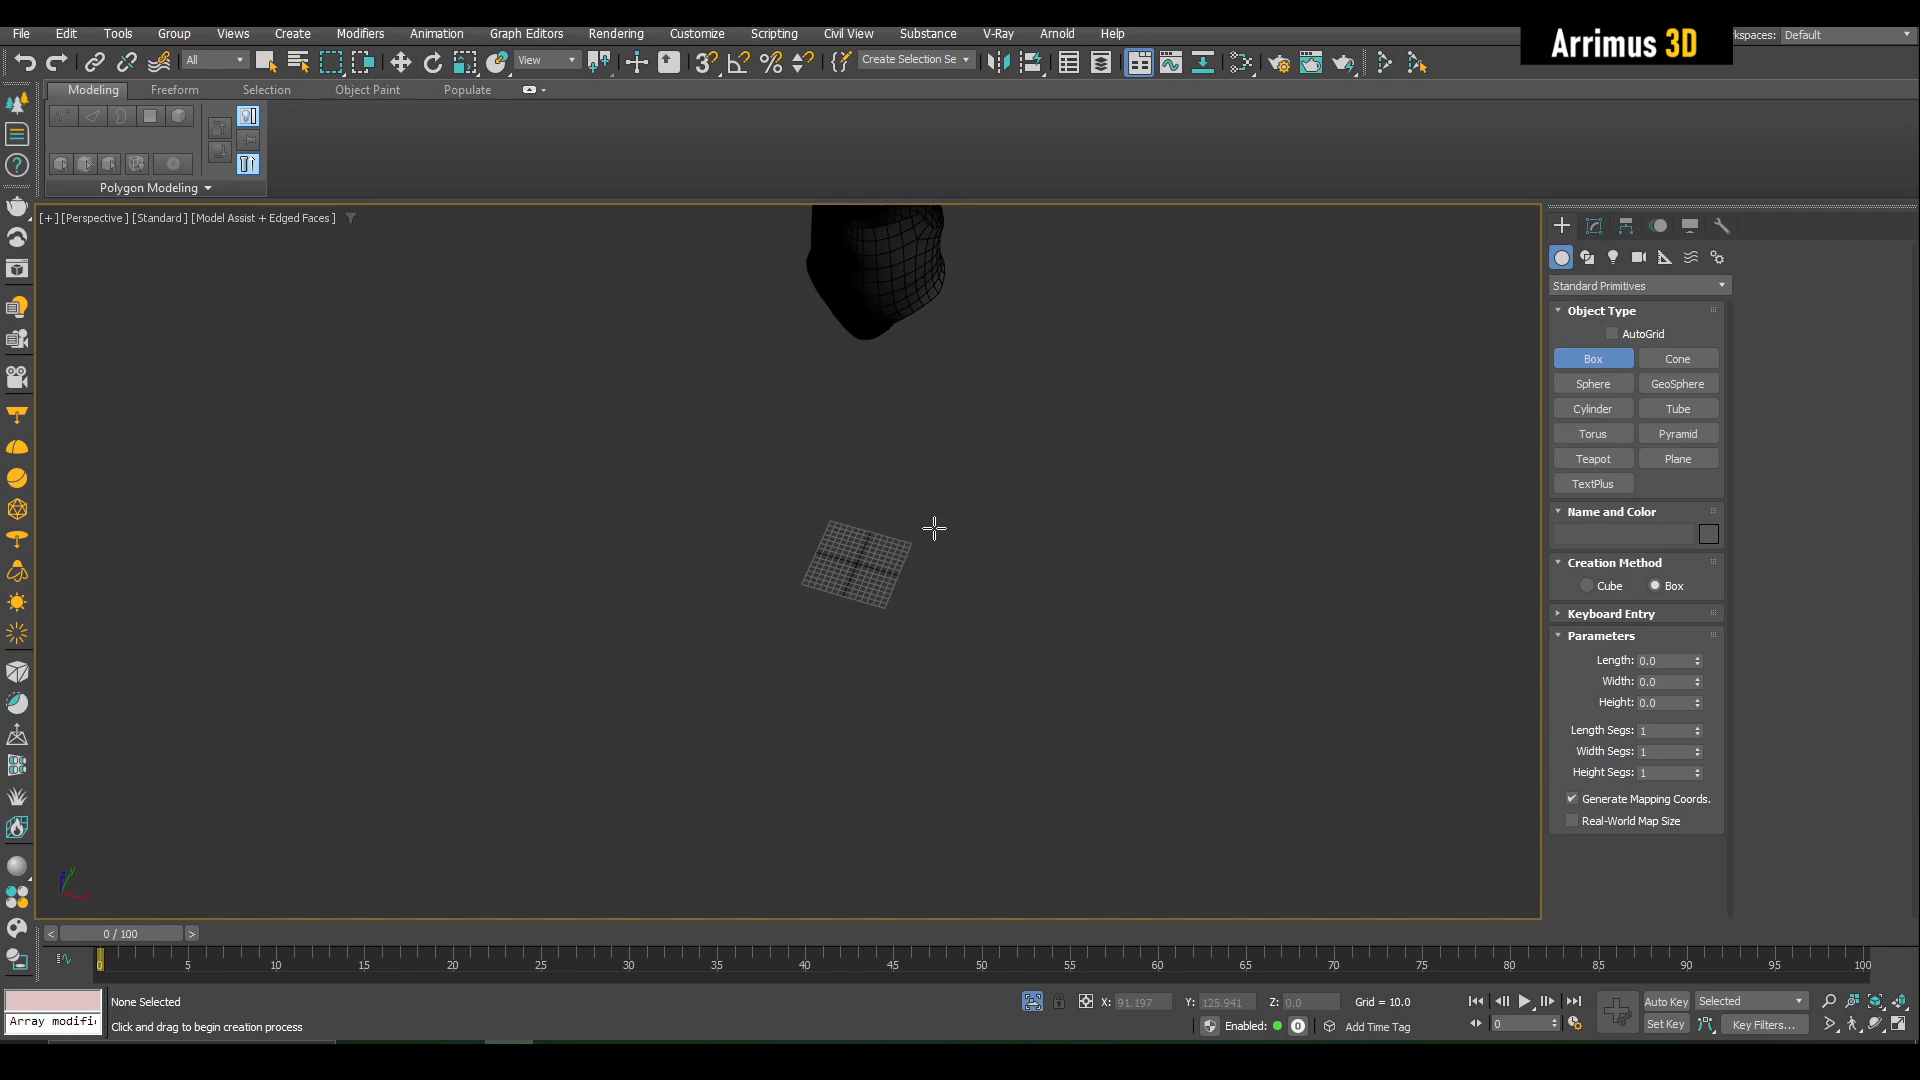 File Edit Tools Group Views Create Modifiers Animation Graph Editors Rendering Customize Scripting Civil View Substance V-Ray Arnold Help
Arrimus 3D
kspaces: Default
All
View
Create Selection Se
Modeling Freeform Selection Object Paint Populate
Polygon Modeling
[+] [Perspective ] [Standard ] [Model Assist + Edged Faces ]
Standard Primitives
Object Type
AutoGrid
Box Cone
Sphere GeoSphere
Cylinder Tube
Torus Pyramid
Teapot Plane
TextPlus
Name and Color
Creation Method
Cube Box
Keyboard Entry
Parameters
Length: 0.0
Width: 0.0
Height: 0.0
Length Segs: 1
Width Segs: 1
Height Segs: 1
Generate Mapping Coords.
Real-World Map Size
z y x
< 0 / 100 >
0 5 10 15 20 25 30 35 40 45 50 55 60 65 70 75 80 85 90 95 100
None Selected
X: 91.197 Y: 125.941 Z: 0.0 Grid = 10.0
Auto Key Selected
Array modifi
Click and drag to begin creation process
Enabled: 0 Add Time Tag
0
Set Key Key Filters...